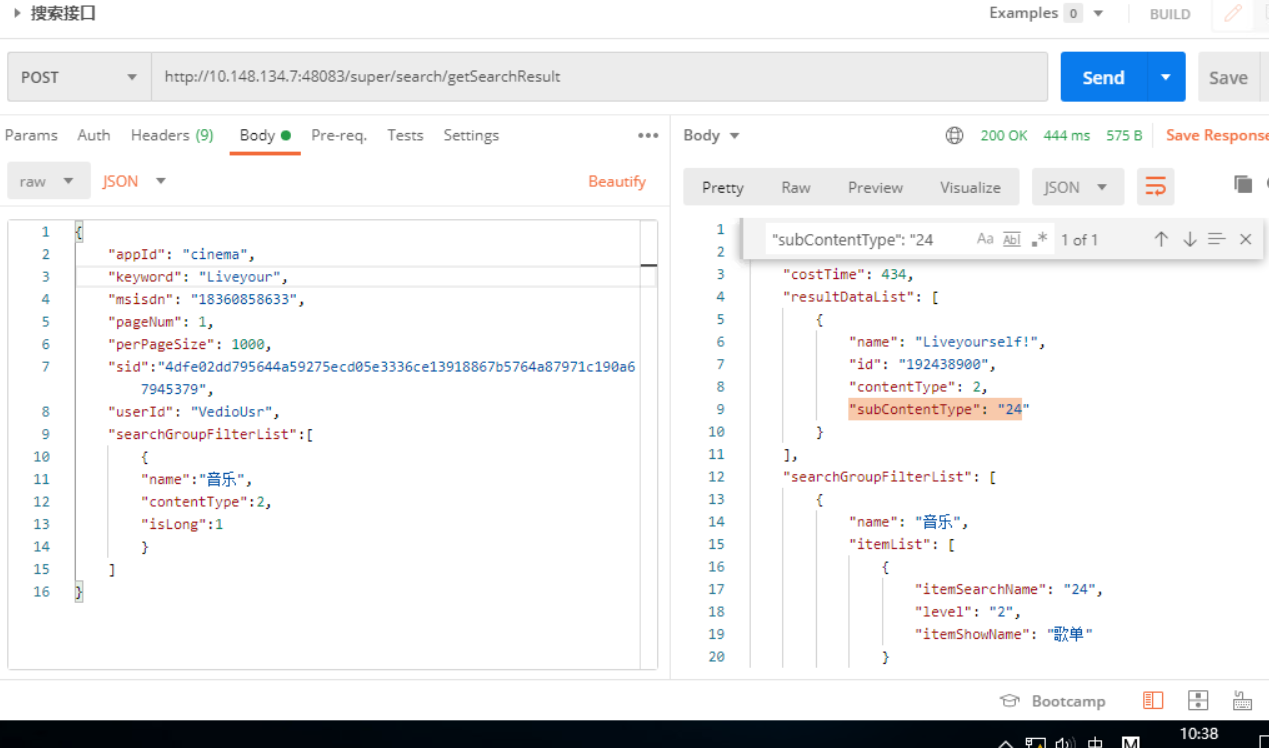 搜索接口
Examples 0
BUILD
POST
http://10.148.134.7:48083/super/search/getSearchResult
Send
Save
Params Auth Headers (9) Body Pre-req. Tests Settings
raw
JSON
Beautify
1 {
2 "appId": "cinema",
3 "keyword": "Liveyour",
4 "msisdn": "18360858633",
5 "pageNum": 1,
6 "perPageSize": 1000,
7 "sid":"4dfe02dd795644a59275ecd05e3336ce13918867b5764a87971c190a6
7945379",
8 "userId": "VedioUsr",
9 "searchGroupFilterList":[
10 {
11 "name":"音乐",
12 "contentType":2,
13 "isLong":1
14 }
15 ]
16 }
Body
200 OK 444 ms 575 B
Save Response
Pretty Raw Preview Visualize
JSON
"subContentType": "24
Aa Abl .* 1 of 1
1
2
3 "costTime": 434,
4 "resultDataList": [
5 {
6 "name": "Liveyourself!",
7 "id": "192438900",
8 "contentType": 2,
9 "subContentType": "24"
10 }
11 ],
12 "searchGroupFilterList": [
13 {
14 "name": "音乐",
15 "itemList": [
16 {
17 "itemSearchName": "24",
18 "level": "2",
19 "itemShowName": "歌单"
20 }
Bootcamp
中 M 10:38